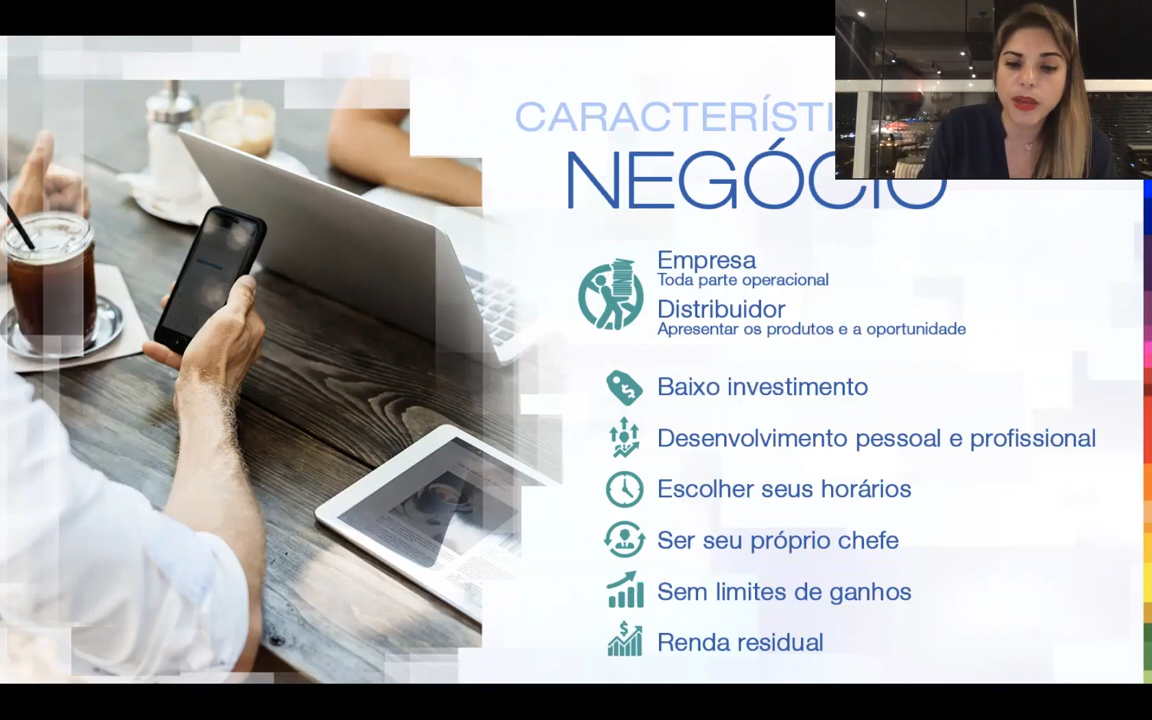 CARACTERÍSTI
NEGÓCIO
Empresa
Toda parte operacional
Distribuidor
Apresentar os produtos e a oportunidade
Baixo investimento
Desenvolvimento pessoal e profissional
Escolher seus horários
Ser seu próprio chefe
Sem limites de ganhos
Renda residual